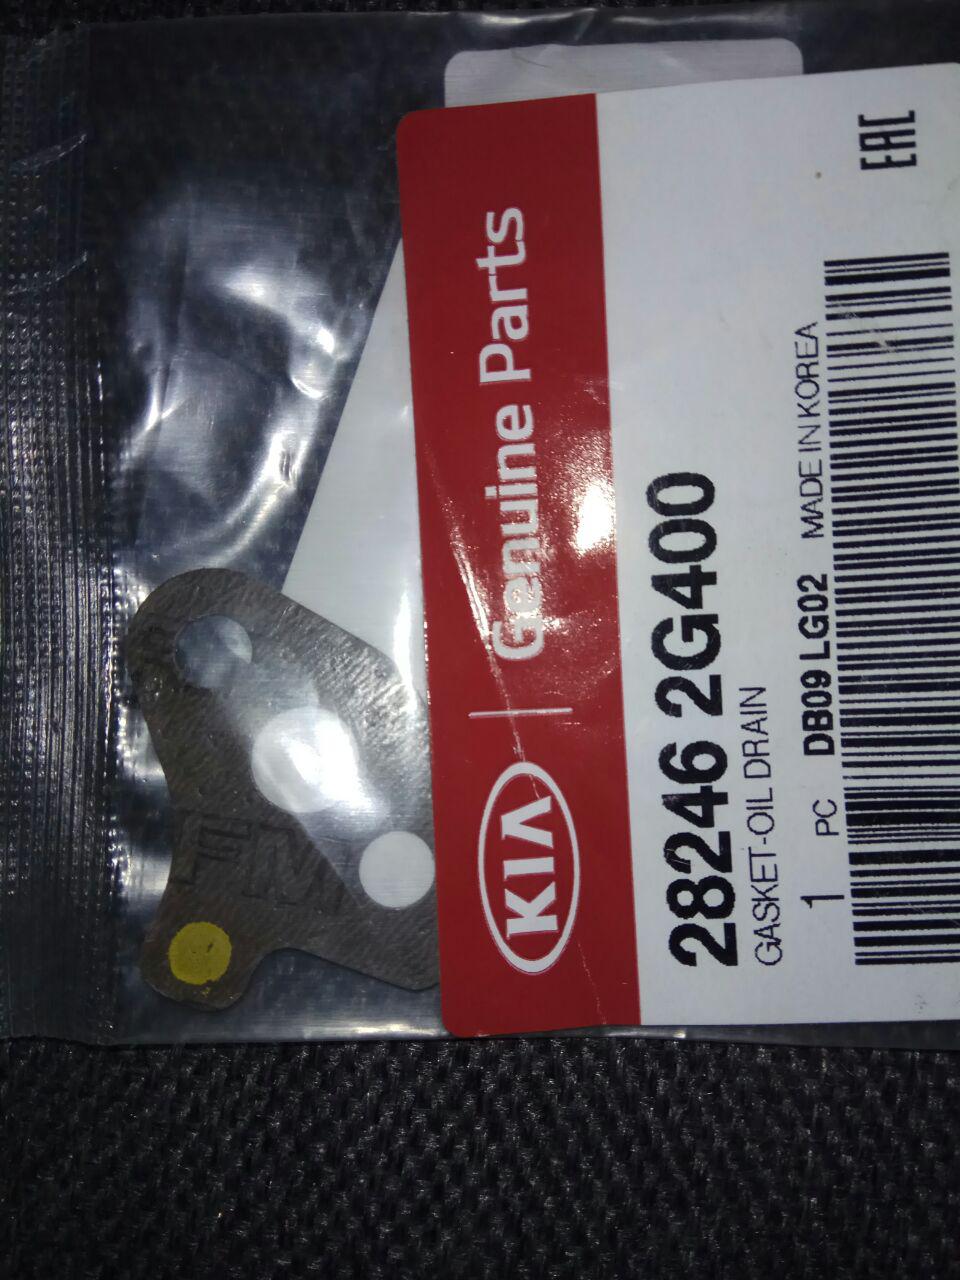 KIA | Genuine Parts
EAC
28246 2G400
GASKET-OIL DRAIN
1 PC DB09 LG02 MADE IN KOREA